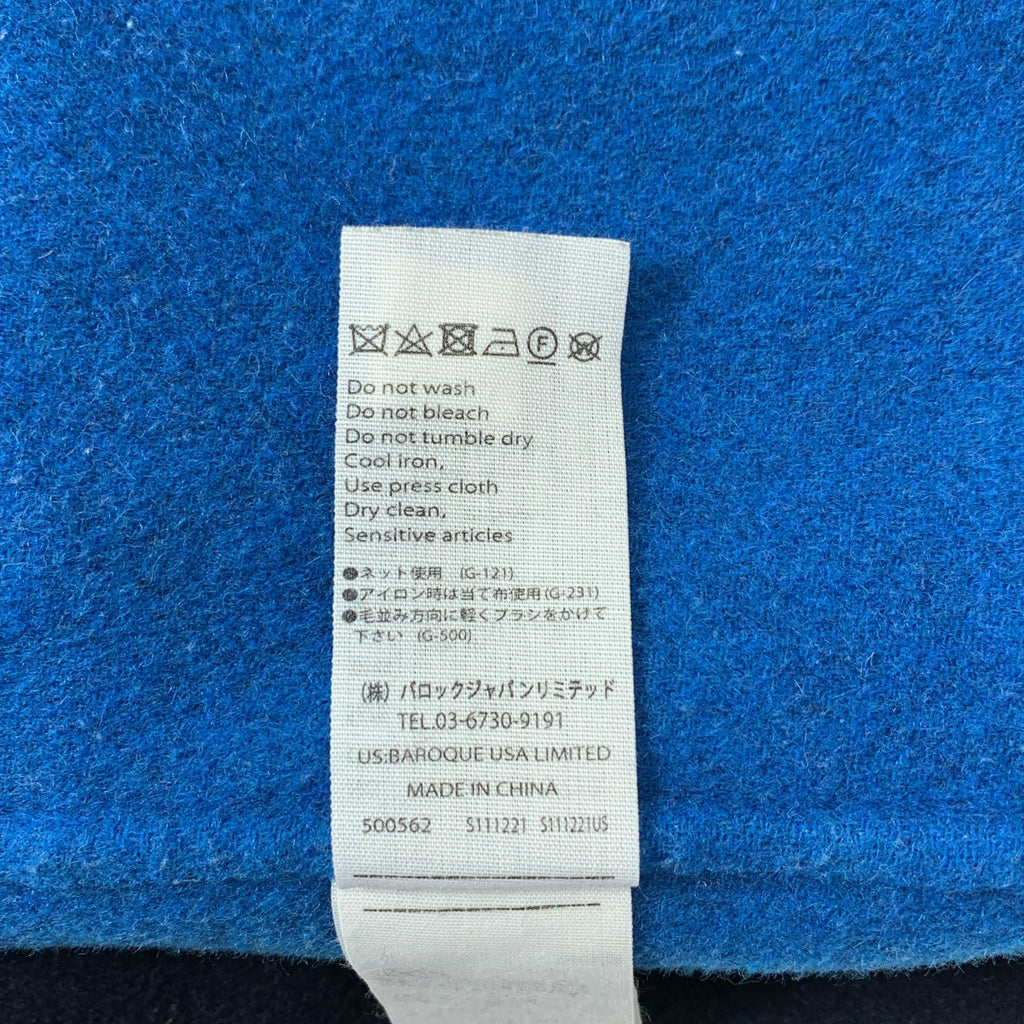 F W
Do not wash
Do not bleach
Do not tumble dry
Cool iron,
Use press cloth
Dry clean,
Sensitive articles
●ネット使用 (G-121)
●アイロン時は当て布使用(G-231)
●毛並み方向に軽くブラシをかけて
下さい (G-500)
(株) バロックジャパンリミテッド
TEL.03-6730-9191
US:BAROQUE USA LIMITED
MADE IN CHINA
500562 S111221 S111221US